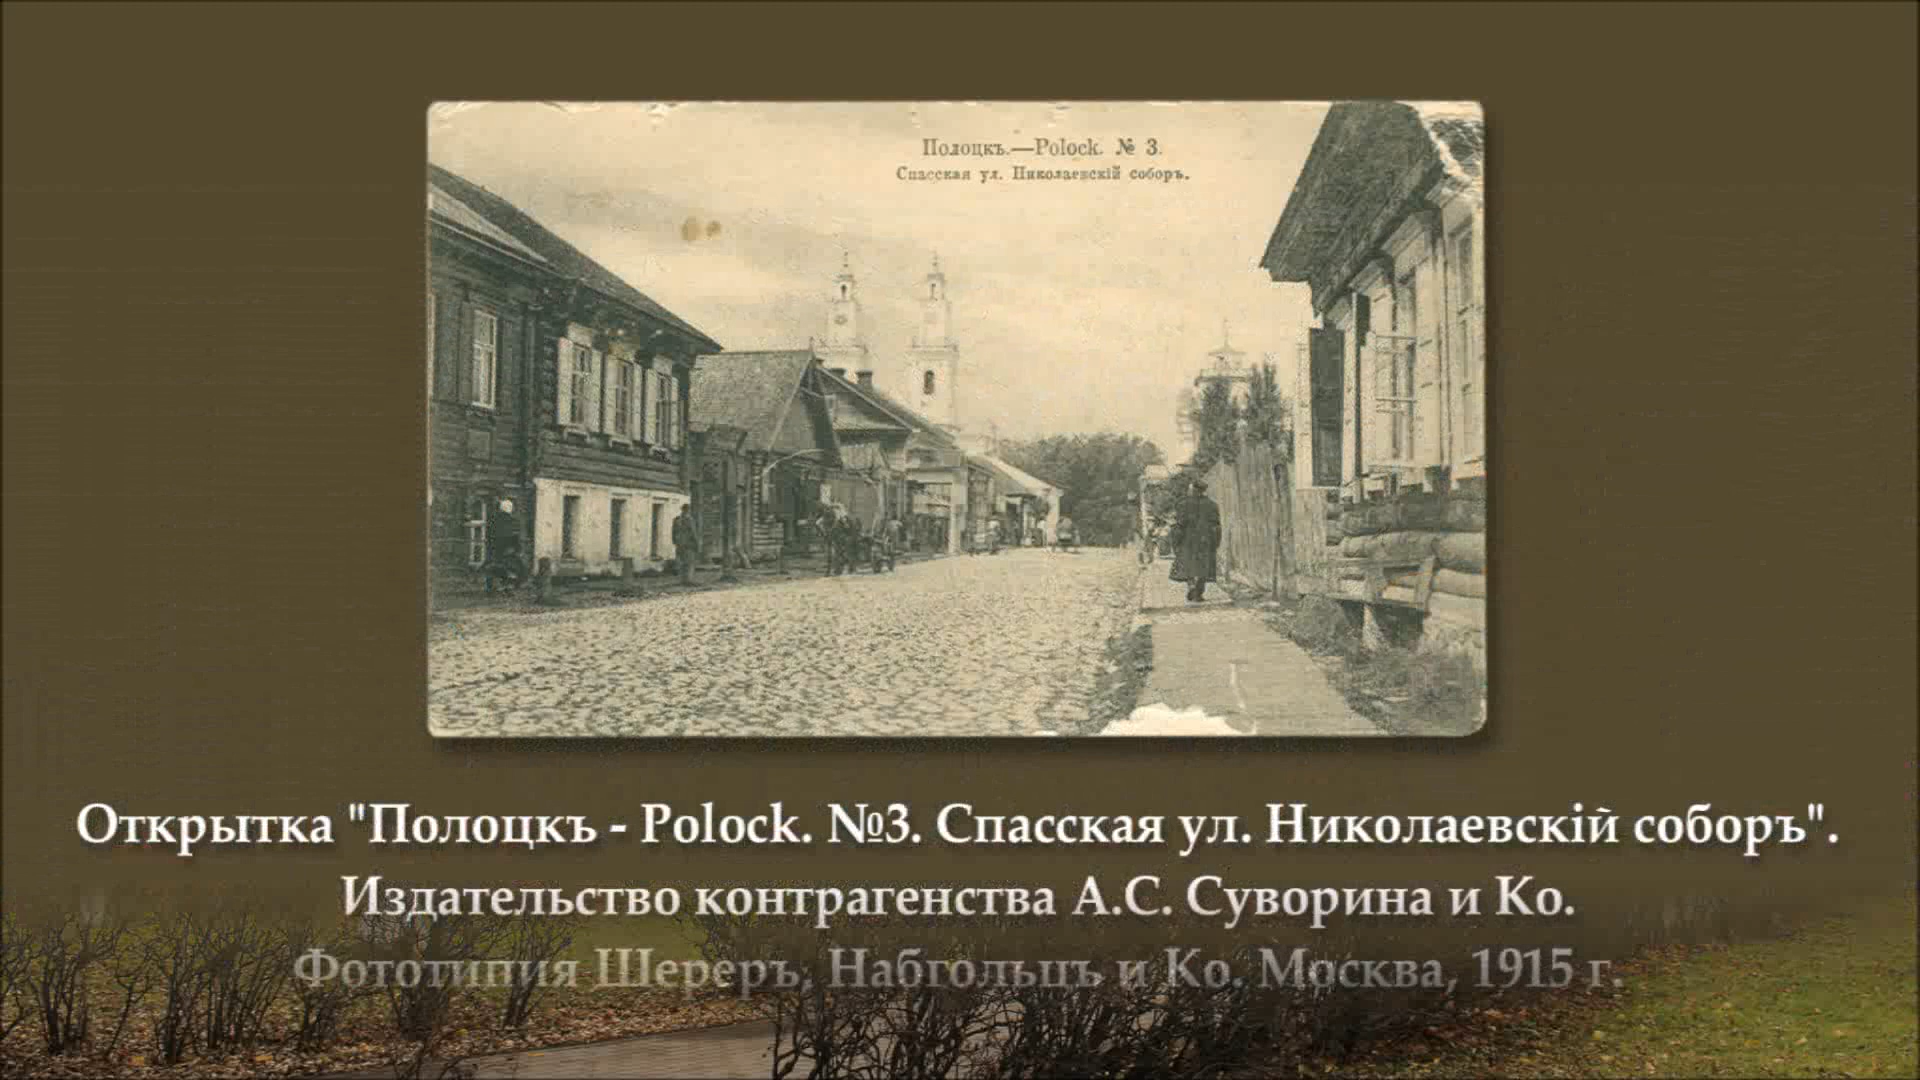 Полоцкъ.—Polock. № 3.
Спасская ул. Николаевскій соборъ.
Открытка "Полоцкъ - Polock. №3. Спасская ул. Николаевскій соборъ".
Издательство контрагенства А.С. Суворина и Ко.
Фототипия Шереръ, Набгольцъ и Ко. Москва, 1915 г.